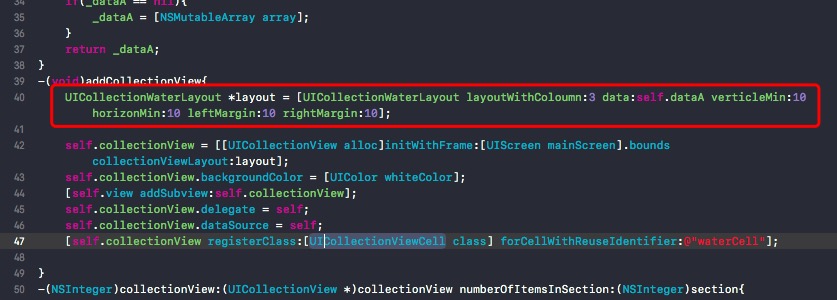 34 if(_dataA == nil){
35 _dataA = [NSMutableArray array];
36 }
37 return _dataA;
38 }
39 -(void)addCollectionView{
40 UICollectionWaterLayout *layout = [UICollectionWaterLayout layoutWithColoumn:3 data:self.dataA verticleMin:10
horizonMin:10 leftMargin:10 rightMargin:10];
41
42 self.collectionView = [[UICollectionView alloc]initWithFrame:[UIScreen mainScreen].bounds
collectionViewLayout:layout];
43 self.collectionView.backgroundColor = [UIColor whiteColor];
44 [self.view addSubview:self.collectionView];
45 self.collectionView.delegate = self;
46 self.collectionView.dataSource = self;
47 [self.collectionView registerClass:[UICollectionViewCell class] forCellWithReuseIdentifier:@"waterCell"];
48
49 }
50 -(NSInteger)collectionView:(UICollectionView *)collectionView numberOfItemsInSection:(NSInteger)section{